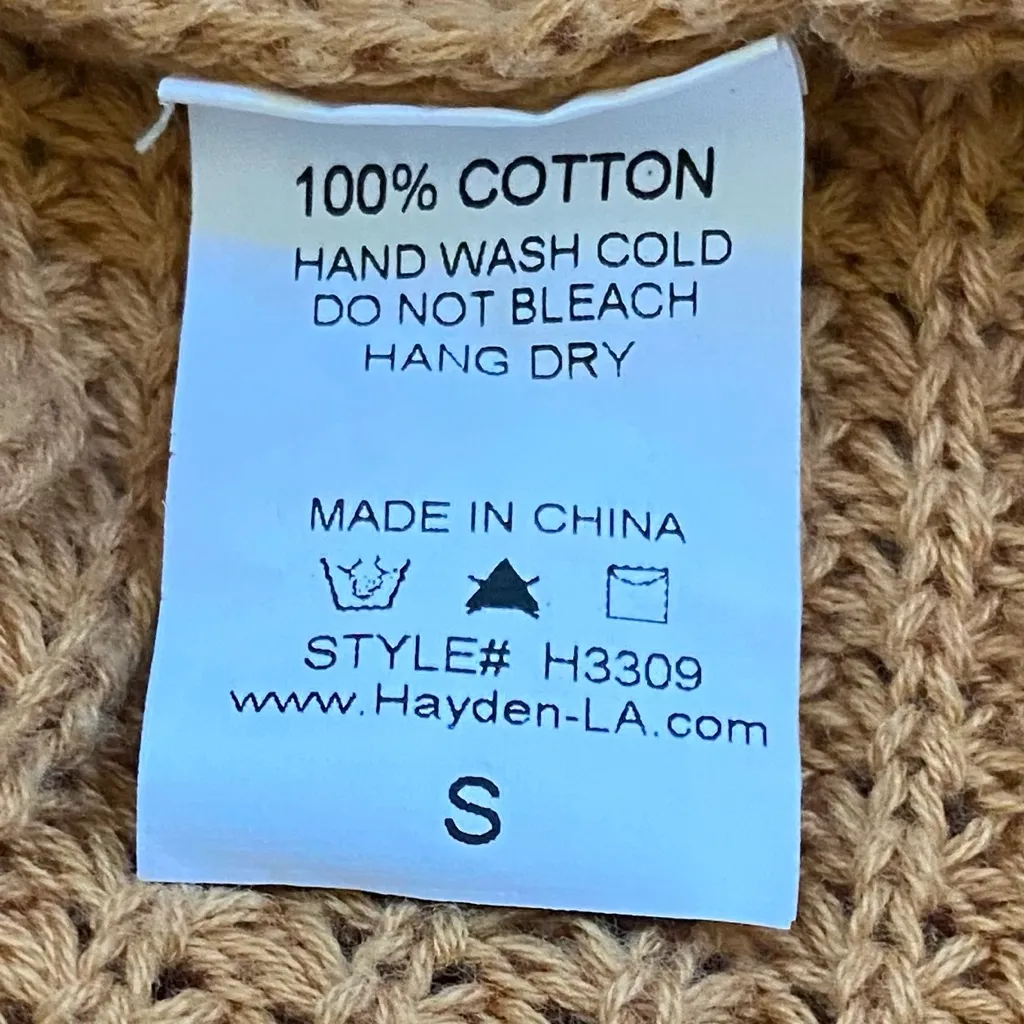 100% COTTON
HAND WASH COLD
DO NOT BLEACH
HANG DRY
MADE IN CHINA
STYLE# H3309
www.Hayden-LA.com
S